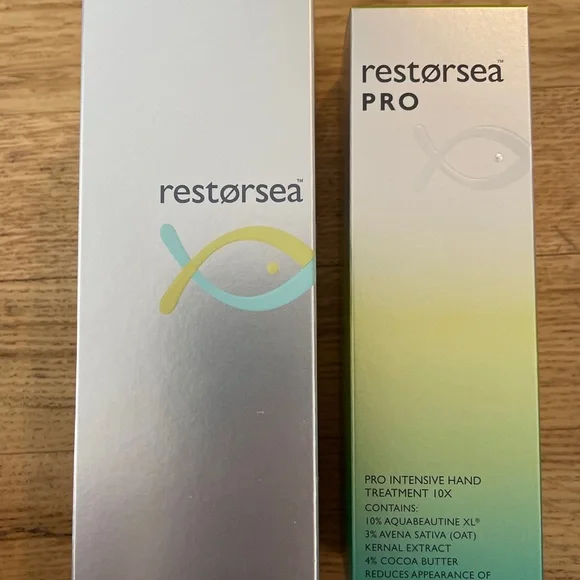 restørsea™
restørsea™
PRO
PRO INTENSIVE HAND
TREATMENT 10X
CONTAINS:
10% AQUABEAUTINE XL®
3% AVENA SATIVA (OAT)
KERNAL EXTRACT
4% COCOA BUTTER
REDUCES APPEARANCE OF